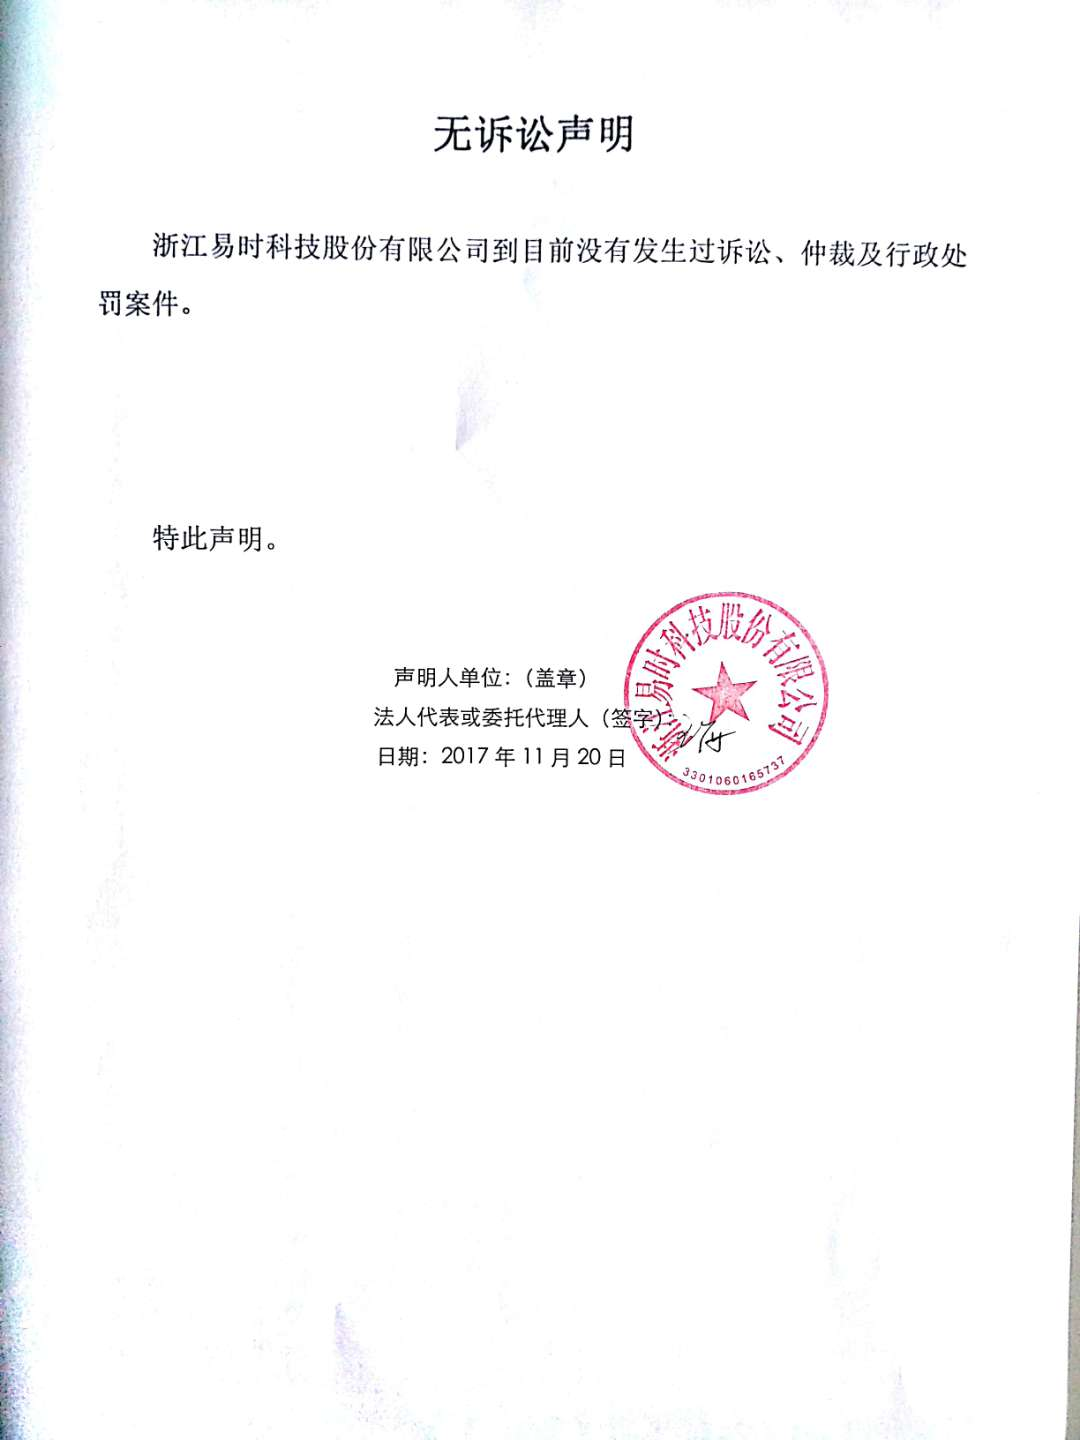 无诉讼声明
浙江易时科技股份有限公司到目前没有发生过诉讼、仲裁及行政处
罚案件。
特此声明。
声明人单位：（盖章）
法人代表或委托代理人（签字）
日期：2017 年 11 月 20 日
浙江易时科技股份有限公司
3301060165737